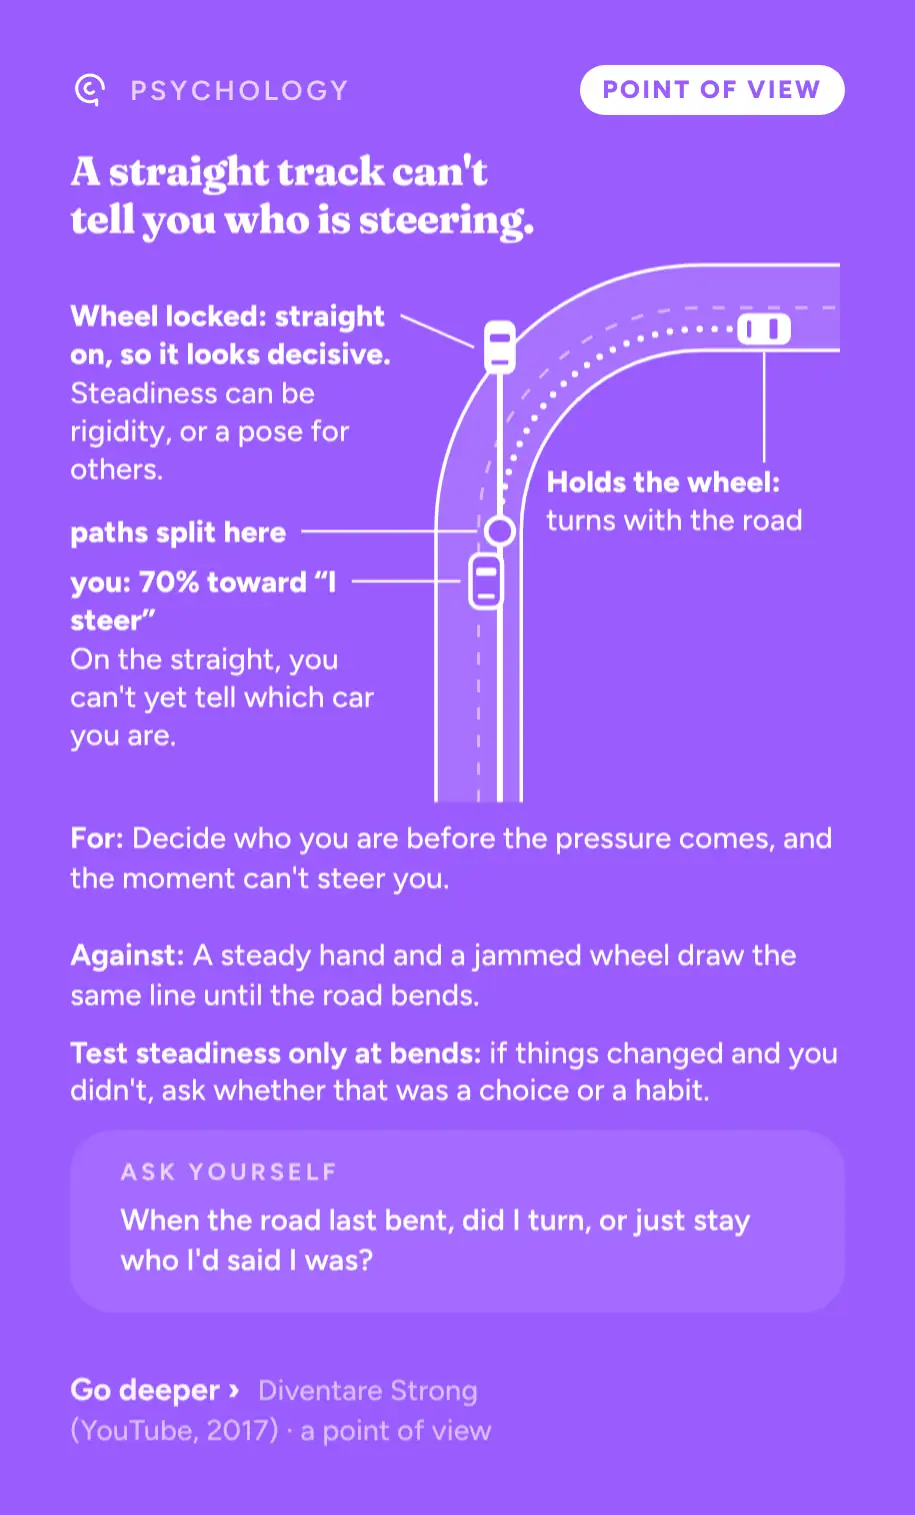 PSYCHOLOGY
POINT OF VIEW
A straight track can't
tell you who is steering.
Wheel locked: straight
on, so it looks decisive.
Steadiness can be
rigidity, or a pose for
others.
Holds the wheel:
turns with the road
paths split here
you: 70% toward “I
steer”
On the straight, you
can't yet tell which car
you are.
For: Decide who you are before the pressure comes, and
the moment can't steer you.
Against: A steady hand and a jammed wheel draw the
same line until the road bends.
Test steadiness only at bends: if things changed and you
didn't, ask whether that was a choice or a habit.
ASK YOURSELF
When the road last bent, did I turn, or just stay
who I'd said I was?
Go deeper › Diventare Strong
(YouTube, 2017) · a point of view